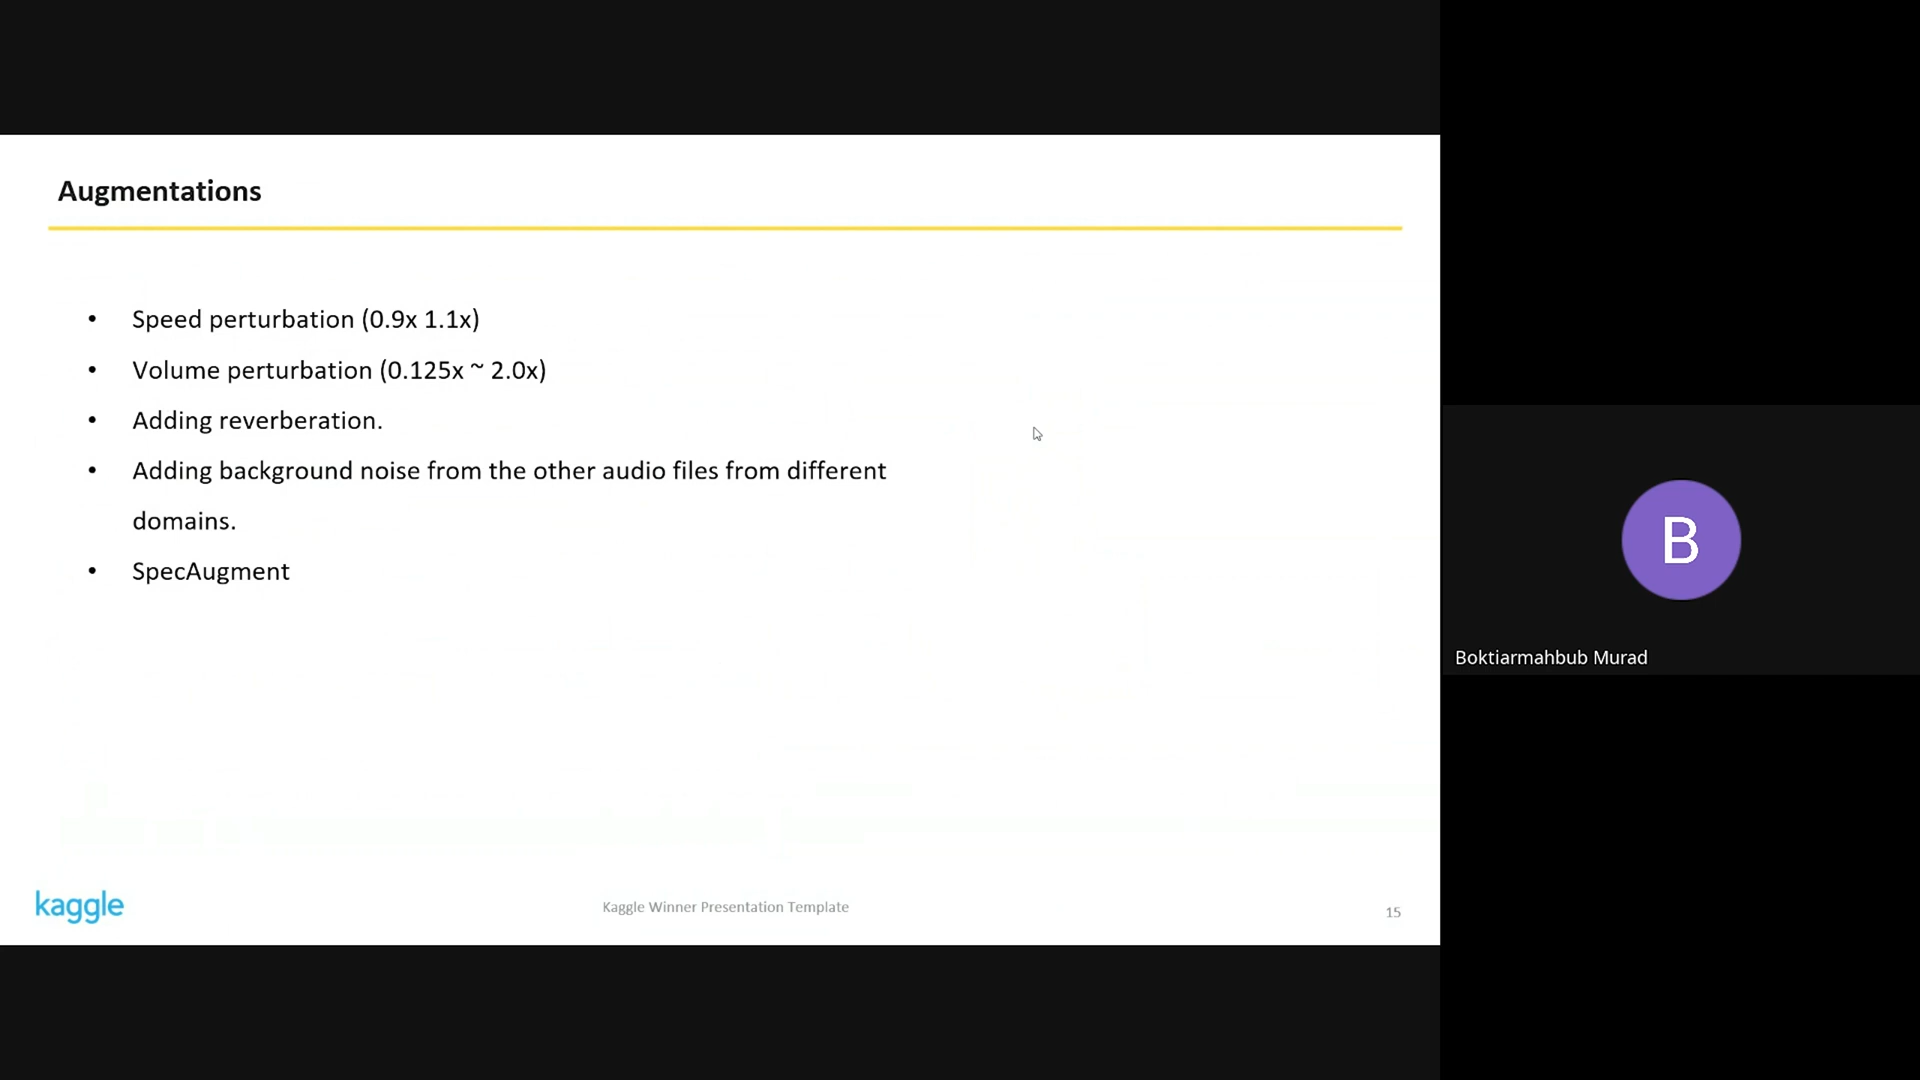 Augmentations
• Speed perturbation (0.9x 1.1x)
• Volume perturbation (0.125x ~ 2.0x)
• Adding reverberation.
• Adding background noise from the other audio files from different
domains.
• SpecAugment
kaggle
Kaggle Winner Presentation Template
15
B
Boktiarmahbub Murad